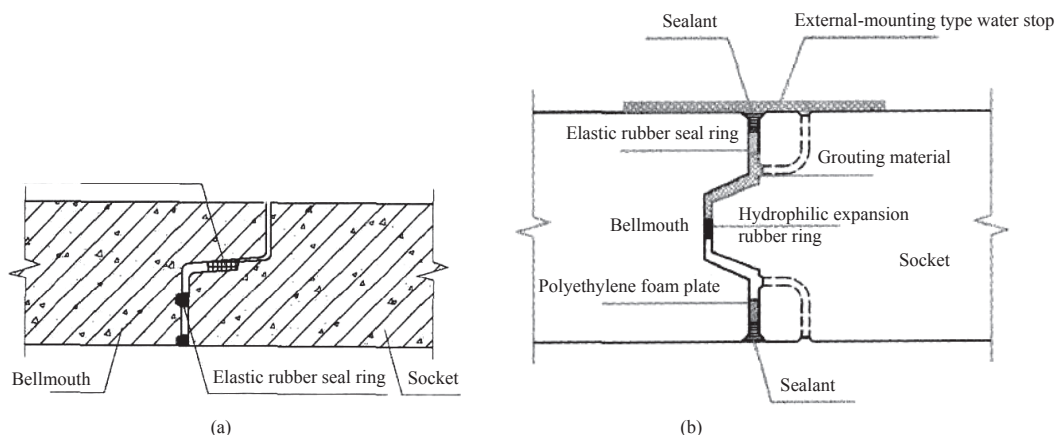 Bellmouth
Elastic rubber seal ring
Socket
(a)
Sealant
External-mounting type water stop
Elastic rubber seal ring
Grouting material
Bellmouth
Hydrophilic expansion
rubber ring
Socket
Polyethylene foam plate
Sealant
(b)